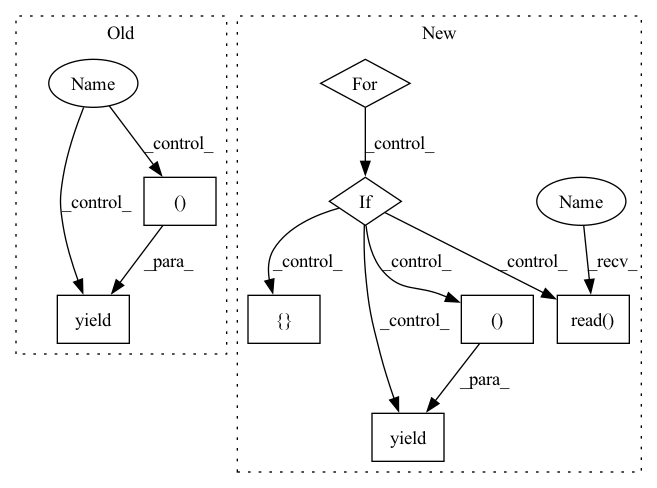 Old
New
Name
For
_control_
_control_
_control_
()
If
Name
_para_
_control_
_control_
_control_
_recv_
yield
{}
_control_
()
read()
_para_
yield